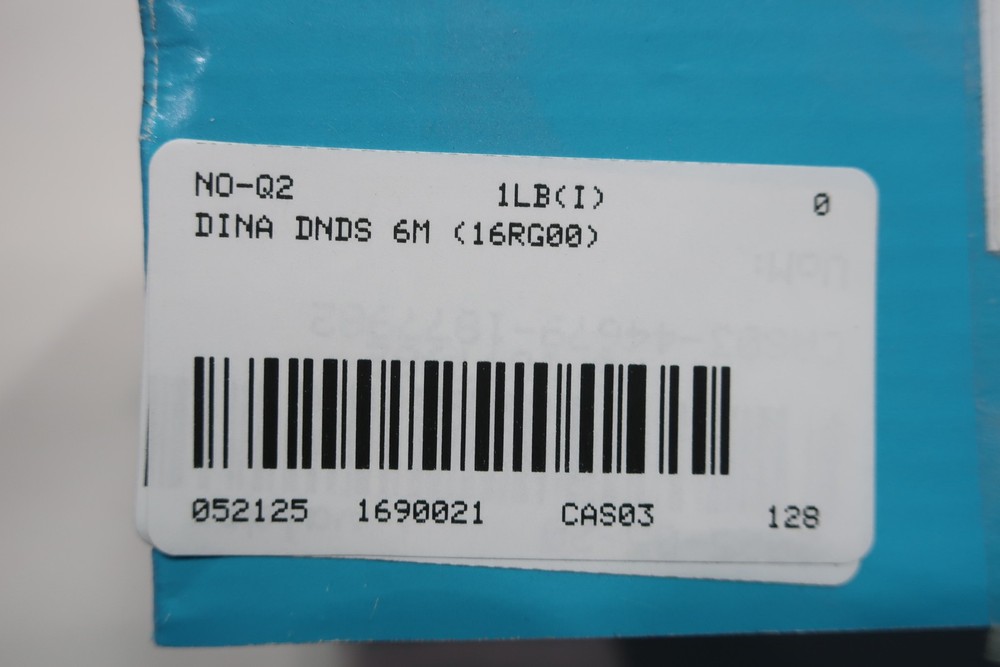 NO-Q2 1LB(I) 0
DINA DNDS 6M (16RG00)
052125 1690021 CAS03 128